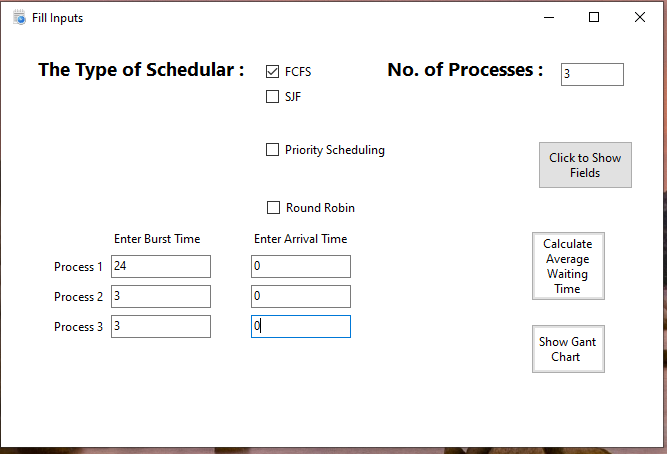 Fill Inputs
The Type of Schedular :
FCFS
No. of Processes :
3
SJF
Priority Scheduling
Click to Show
Fields
Round Robin
Enter Burst Time
Enter Arrival Time
Calculate
Average
Waiting
Time
Process 1
24
0
Process 2
3
0
Process 3
3
0
Show Gant
Chart